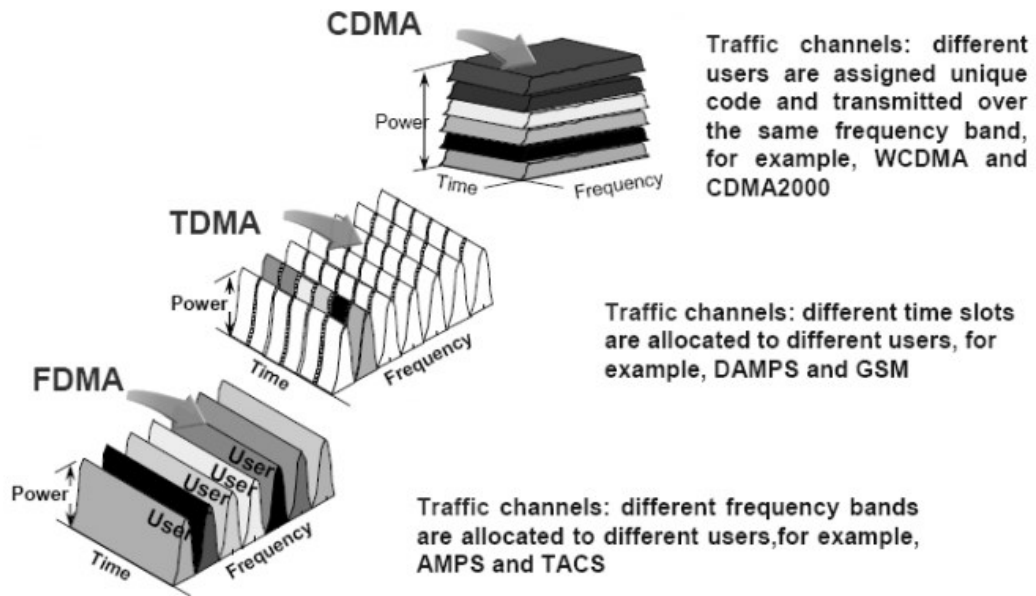 CDMA
Power
Time
Frequency
Traffic channels: different
users are assigned unique
code and transmitted over
the same frequency band,
for example, WCDMA and
CDMA2000
TDMA
Power
Time
Frequency
Traffic channels: different time slots
are allocated to different users, for
example, DAMPS and GSM
FDMA
Power
User
User
User
User
Time
Frequency
Traffic channels: different frequency bands
are allocated to different users,for example,
AMPS and TACS